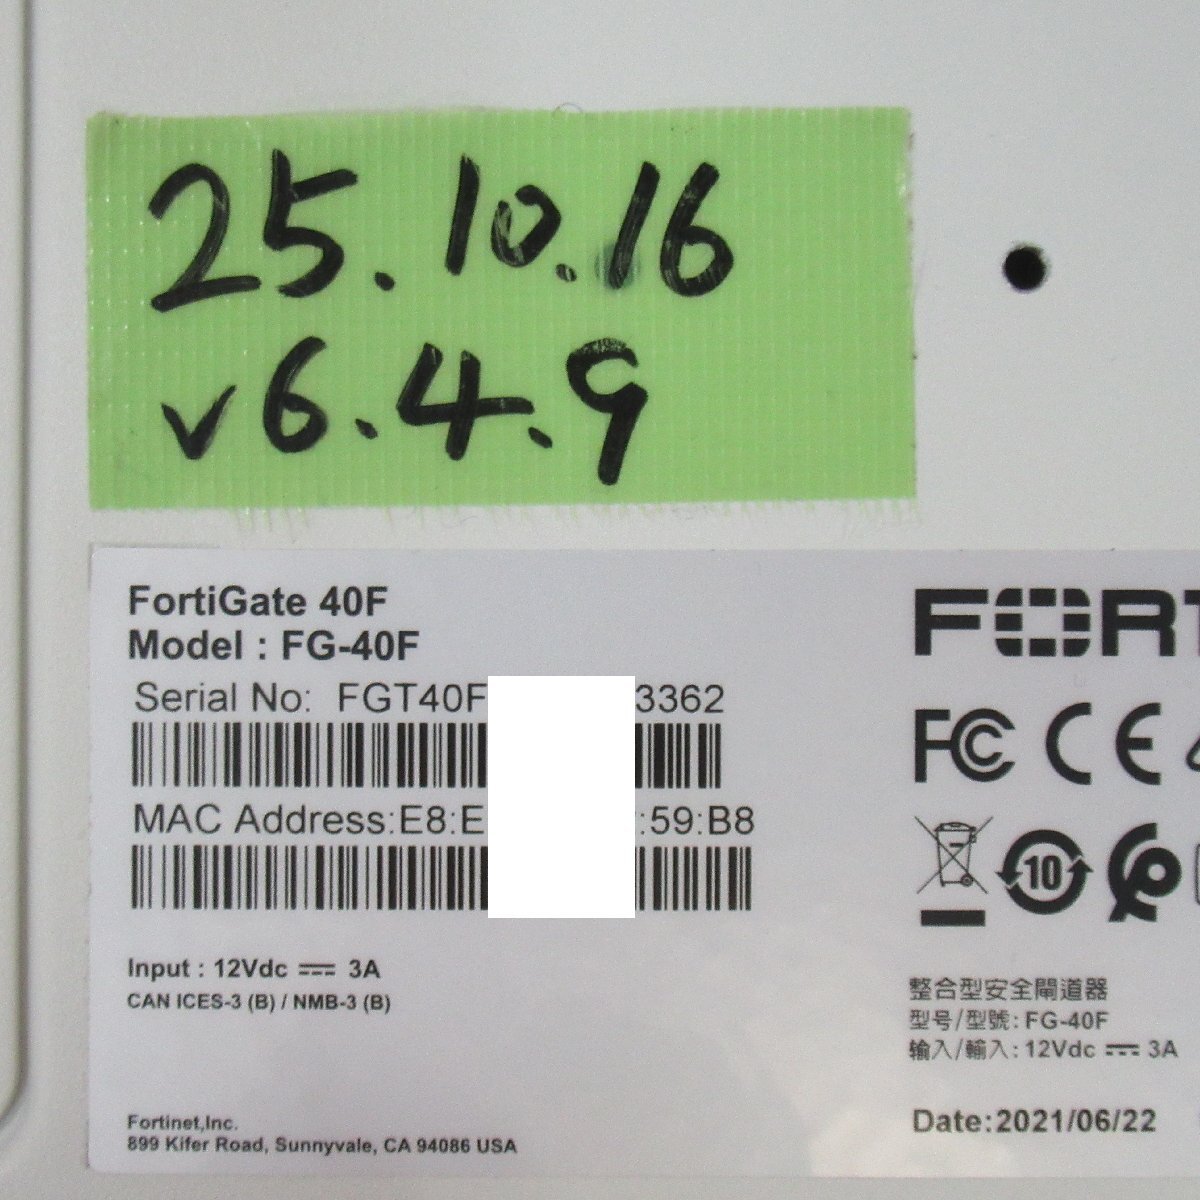 25.10.16
v6.4.9
FortiGate 40F
Model : FG-40F
Serial No: FGT40F 3362
MAC Address:E8:E :59:B8
Input : 12Vdc ⎓ 3A
CAN ICES-3 (B) / NMB-3 (B)
Fortinet,Inc.
899 Kifer Road, Sunnyvale, CA 94086 USA
FORT
FC CE
10
整合型安全閘道器
型号/型號: FG-40F
输入/輸入: 12Vdc ⎓ 3A
Date:2021/06/22